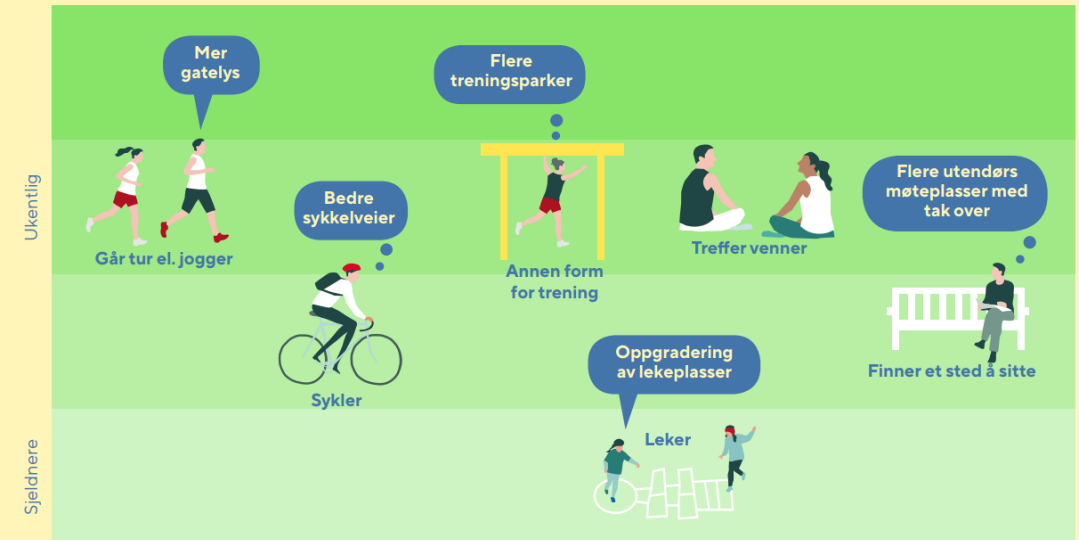 Mer
gatelys
Flere
treningsparker
Ukentlig
Bedre
sykkelveier
Flere utendørs
møteplasser med
tak over
Går tur el. jogger
Treffer venner
Annen form
for trening
Oppgradering
av lekeplasser
Finner et sted å sitte
Sykler
Sjeldnere
Leker